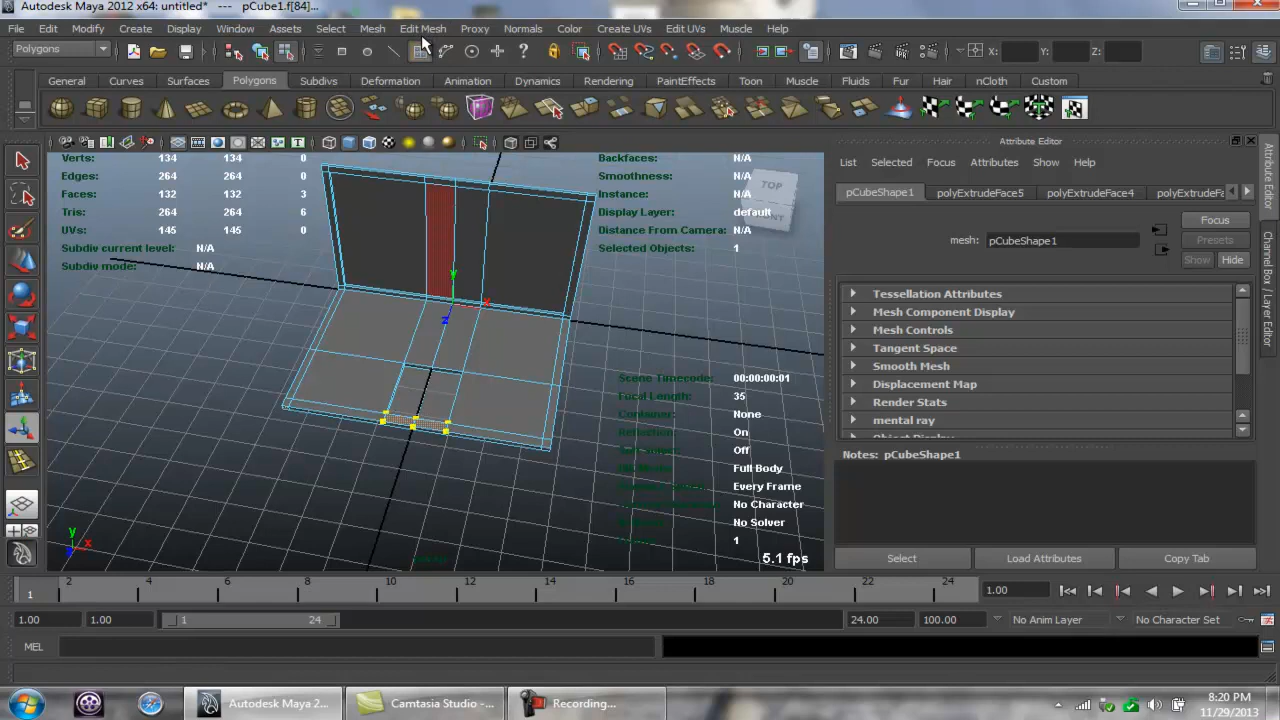 Autodesk Maya 2012 x64: untitled* --- pCube1.f[84]...
File Edit Modify Create Display Window Assets Select Mesh Edit Mesh Proxy Normals Color Create UVs Edit UVs Muscle Help
Polygons X: Y: Z:
General Curves Surfaces Polygons Subdivs Deformation Animation Dynamics Rendering PaintEffects Toon Muscle Fluids Fur Hair nCloth Custom
Attribute Editor
List Selected Focus Attributes Show Help
pCubeShape1 polyExtrudeFace5 polyExtrudeFace4 polyExtrudeFa
Focus
Presets
mesh: pCubeShape1
Show Hide
Tessellation Attributes
Mesh Component Display
Mesh Controls
Tangent Space
Smooth Mesh
Displacement Map
Render Stats
mental ray
Object Display
Notes: pCubeShape1
Select Load Attributes Copy Tab
Attribute Editor
Channel Box / Layer Editor
Verts: 134 134 0
Edges: 264 264 0
Faces: 132 132 3
Tris: 264 264 6
UVs: 145 145 0
Subdiv current level: N/A
Subdiv mode: N/A
Backfaces: N/A
Smoothness: N/A
Instance: N/A
Display Layer: default
Distance From Camera: N/A
Selected Objects: 1
TOP
y
x
z
Scene Timecode: 00:00:00:01
Focal Length: 35
Container: None
On
Off
Full Body
Every Frame
No Character
No Solver
1
5.1 fps
y
x
z
persp
1 2 4 6 8 10 12 14 16 18 20 22 24 1.00
1.00 1.00 1 24 24.00 100.00 No Anim Layer No Character Set
MEL
Autodesk Maya 2... Camtasia Studio -... Recording...
8:20 PM
11/29/2013